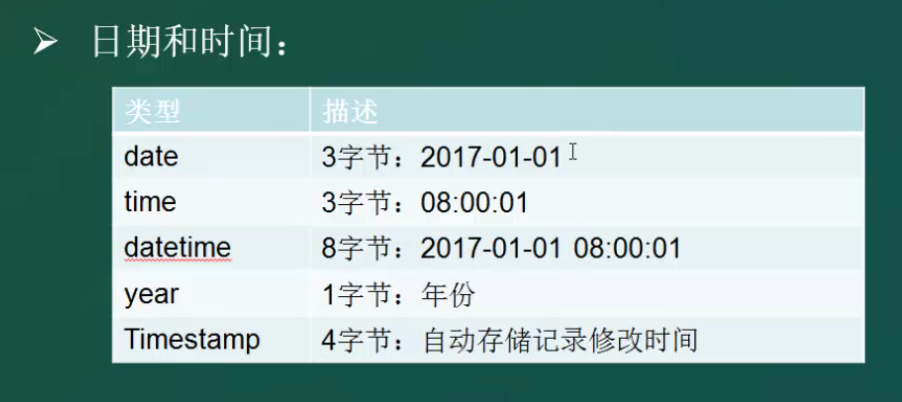 ➢ 日期和时间：
类型 描述
date 3字节：2017-01-01
time 3字节：08:00:01
datetime 8字节：2017-01-01 08:00:01
year 1字节：年份
Timestamp 4字节：自动存储记录修改时间